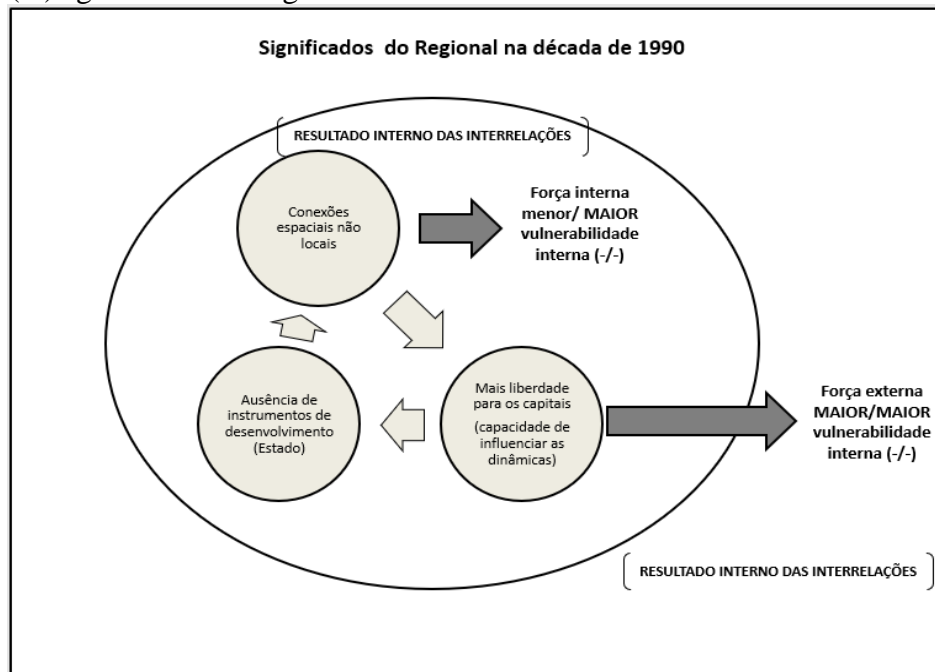 Significados do Regional na década de 1990
RESULTADO INTERNO DAS INTERRELAÇÕES
Conexões
espaciais não
locais
Força interna
menor/ MAIOR
vulnerabilidade
interna (-/-)
Ausência de
instrumentos de
desenvolvimento
(Estado)
Mais liberdade
para os capitais
(capacidade de
influenciar as
dinâmicas)
Força externa
MAIOR/MAIOR
vulnerabilidade
interna (-/-)
RESULTADO INTERNO DAS INTERRELAÇÕES